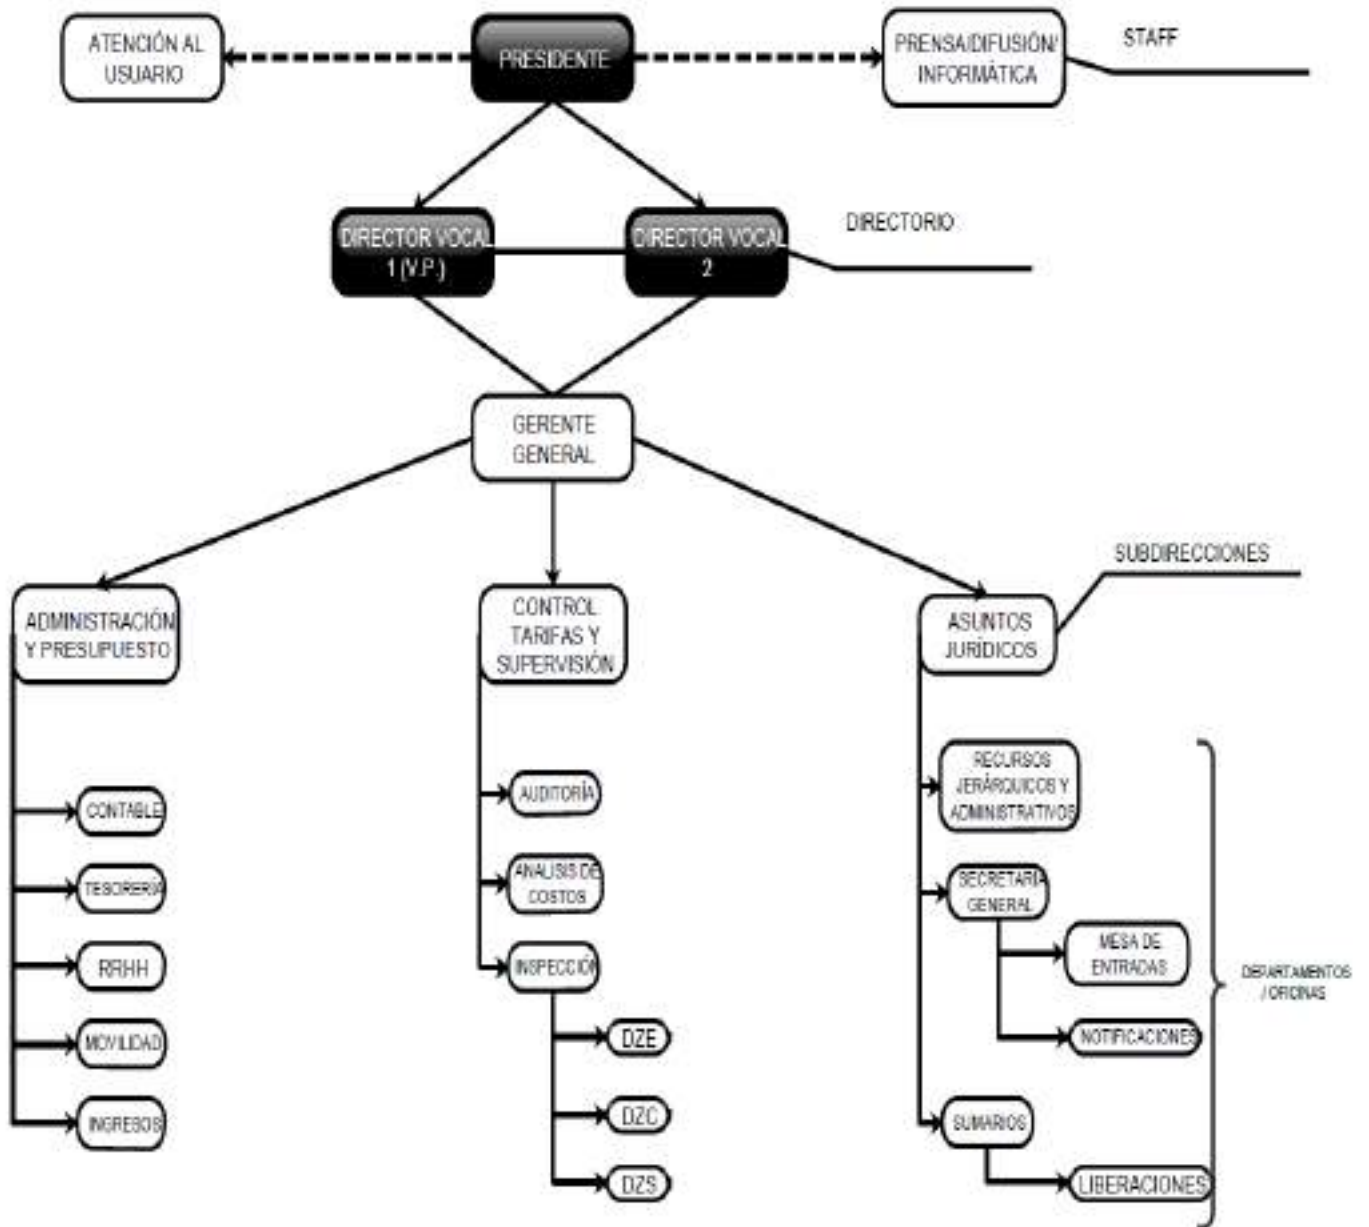 ATENCIÓN AL
USUARIO
PRESIDENTE
PRENSA/DIFUSIÓN/
INFORMÁTICA
STAFF
DIRECTOR VOCAL
1 (V.P.)
DIRECTOR VOCAL
2
DIRECTORIO
GERENTE
GENERAL
SUBDIRECCIONES
ADMINISTRACIÓN
Y PRESUPUESTO
CONTROL
TARIFAS Y
SUPERVISIÓN
ASUNTOS
JURÍDICOS
CONTABLE
TESORERÍA
RRHH
MOVILIDAD
INGRESOS
AUDITORÍA
ANALISIS DE
COSTOS
INSPECCIÓN
DZE
DZC
DZS
RECURSOS
JERÁRQUICOS Y
ADMINISTRATIVOS
SECRETARÍA
GENERAL
MESA DE
ENTRADAS
NOTIFICACIONES
SUMARIOS
LIBERACIONES
DEPARTAMENTOS
/ OFICINAS